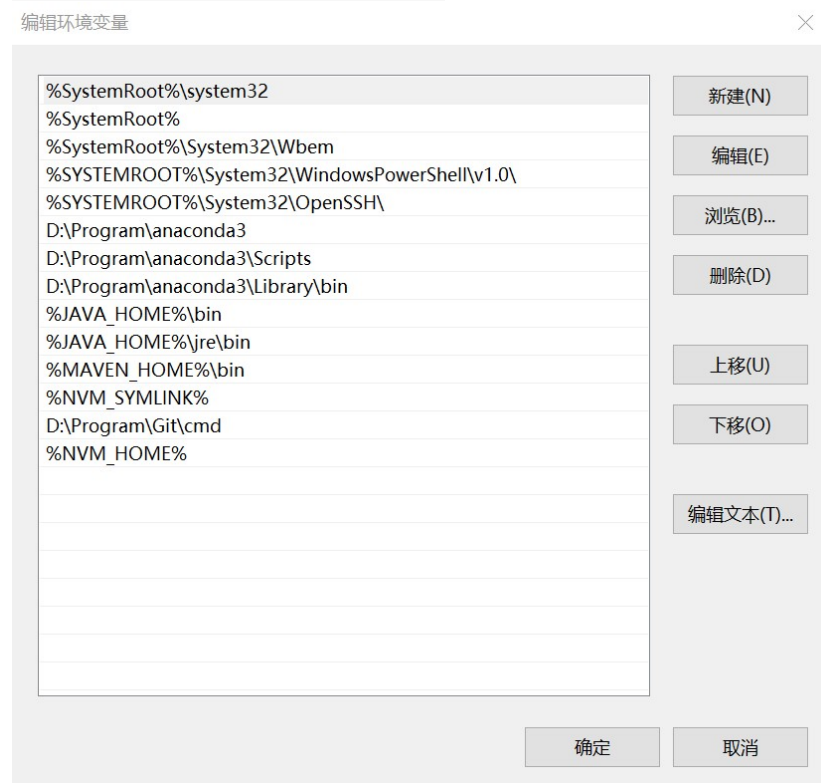 编辑环境变量
%SystemRoot%\system32
%SystemRoot%
%SystemRoot%\System32\Wbem
%SYSTEMROOT%\System32\WindowsPowerShell\v1.0\
%SYSTEMROOT%\System32\OpenSSH\
D:\Program\anaconda3
D:\Program\anaconda3\Scripts
D:\Program\anaconda3\Library\bin
%JAVA_HOME%\bin
%JAVA_HOME%\jre\bin
%MAVEN_HOME%\bin
%NVM_SYMLINK%
D:\Program\Git\cmd
%NVM_HOME%
新建(N)
编辑(E)
浏览(B)...
删除(D)
上移(U)
下移(O)
编辑文本(T)...
确定
取消